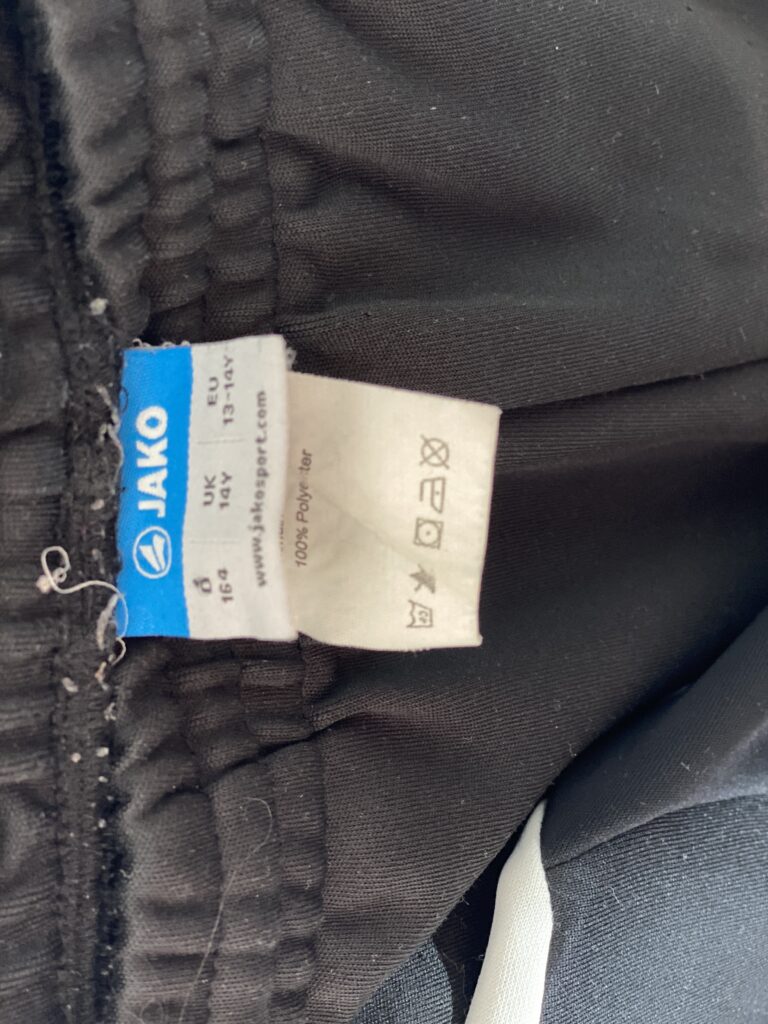 JAKO
D UK EU
164 14Y 13-14Y
www.jakosport.com
100% Polyester